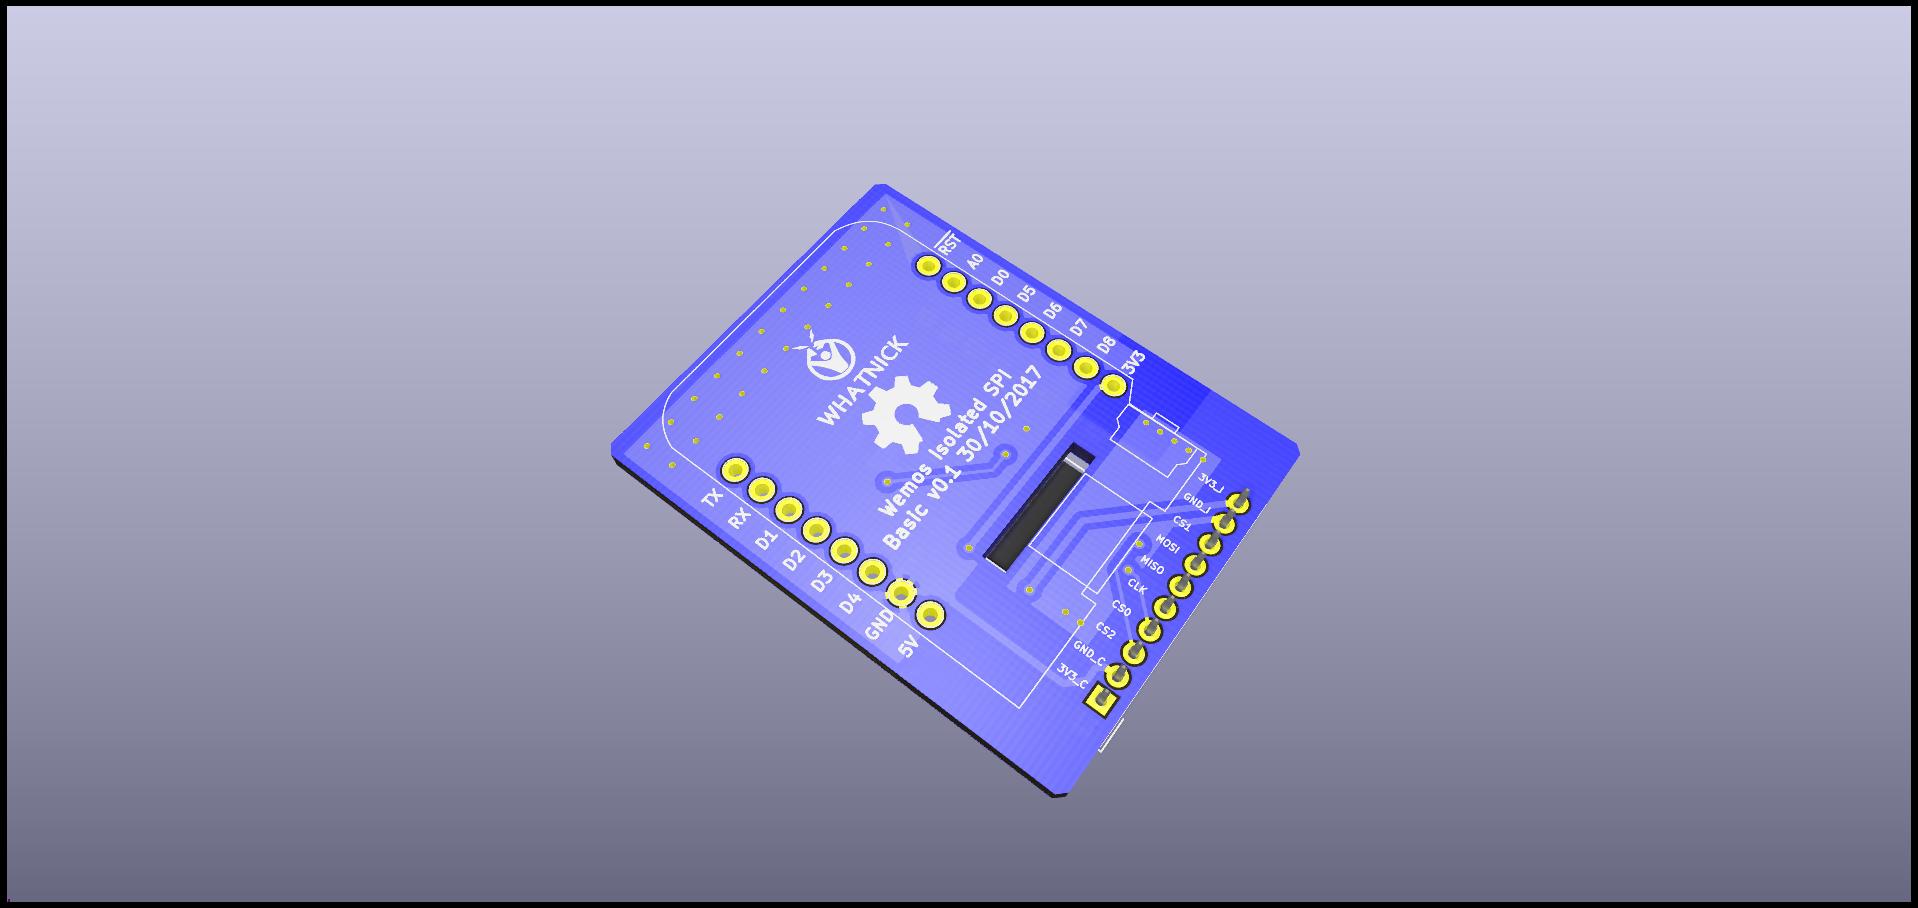 RST
A0
D0
D5
D6
D7
D8
3V3
WHATNICK
Wemos Isolated SPI
Basic v0.1 30/10/2017
TX
RX
D1
D2
D3
D4
GND
5V
3V3_I
GND_I
CS1
MOSI
MISO
CLK
CS0
CS2
GND_C
3V3_C